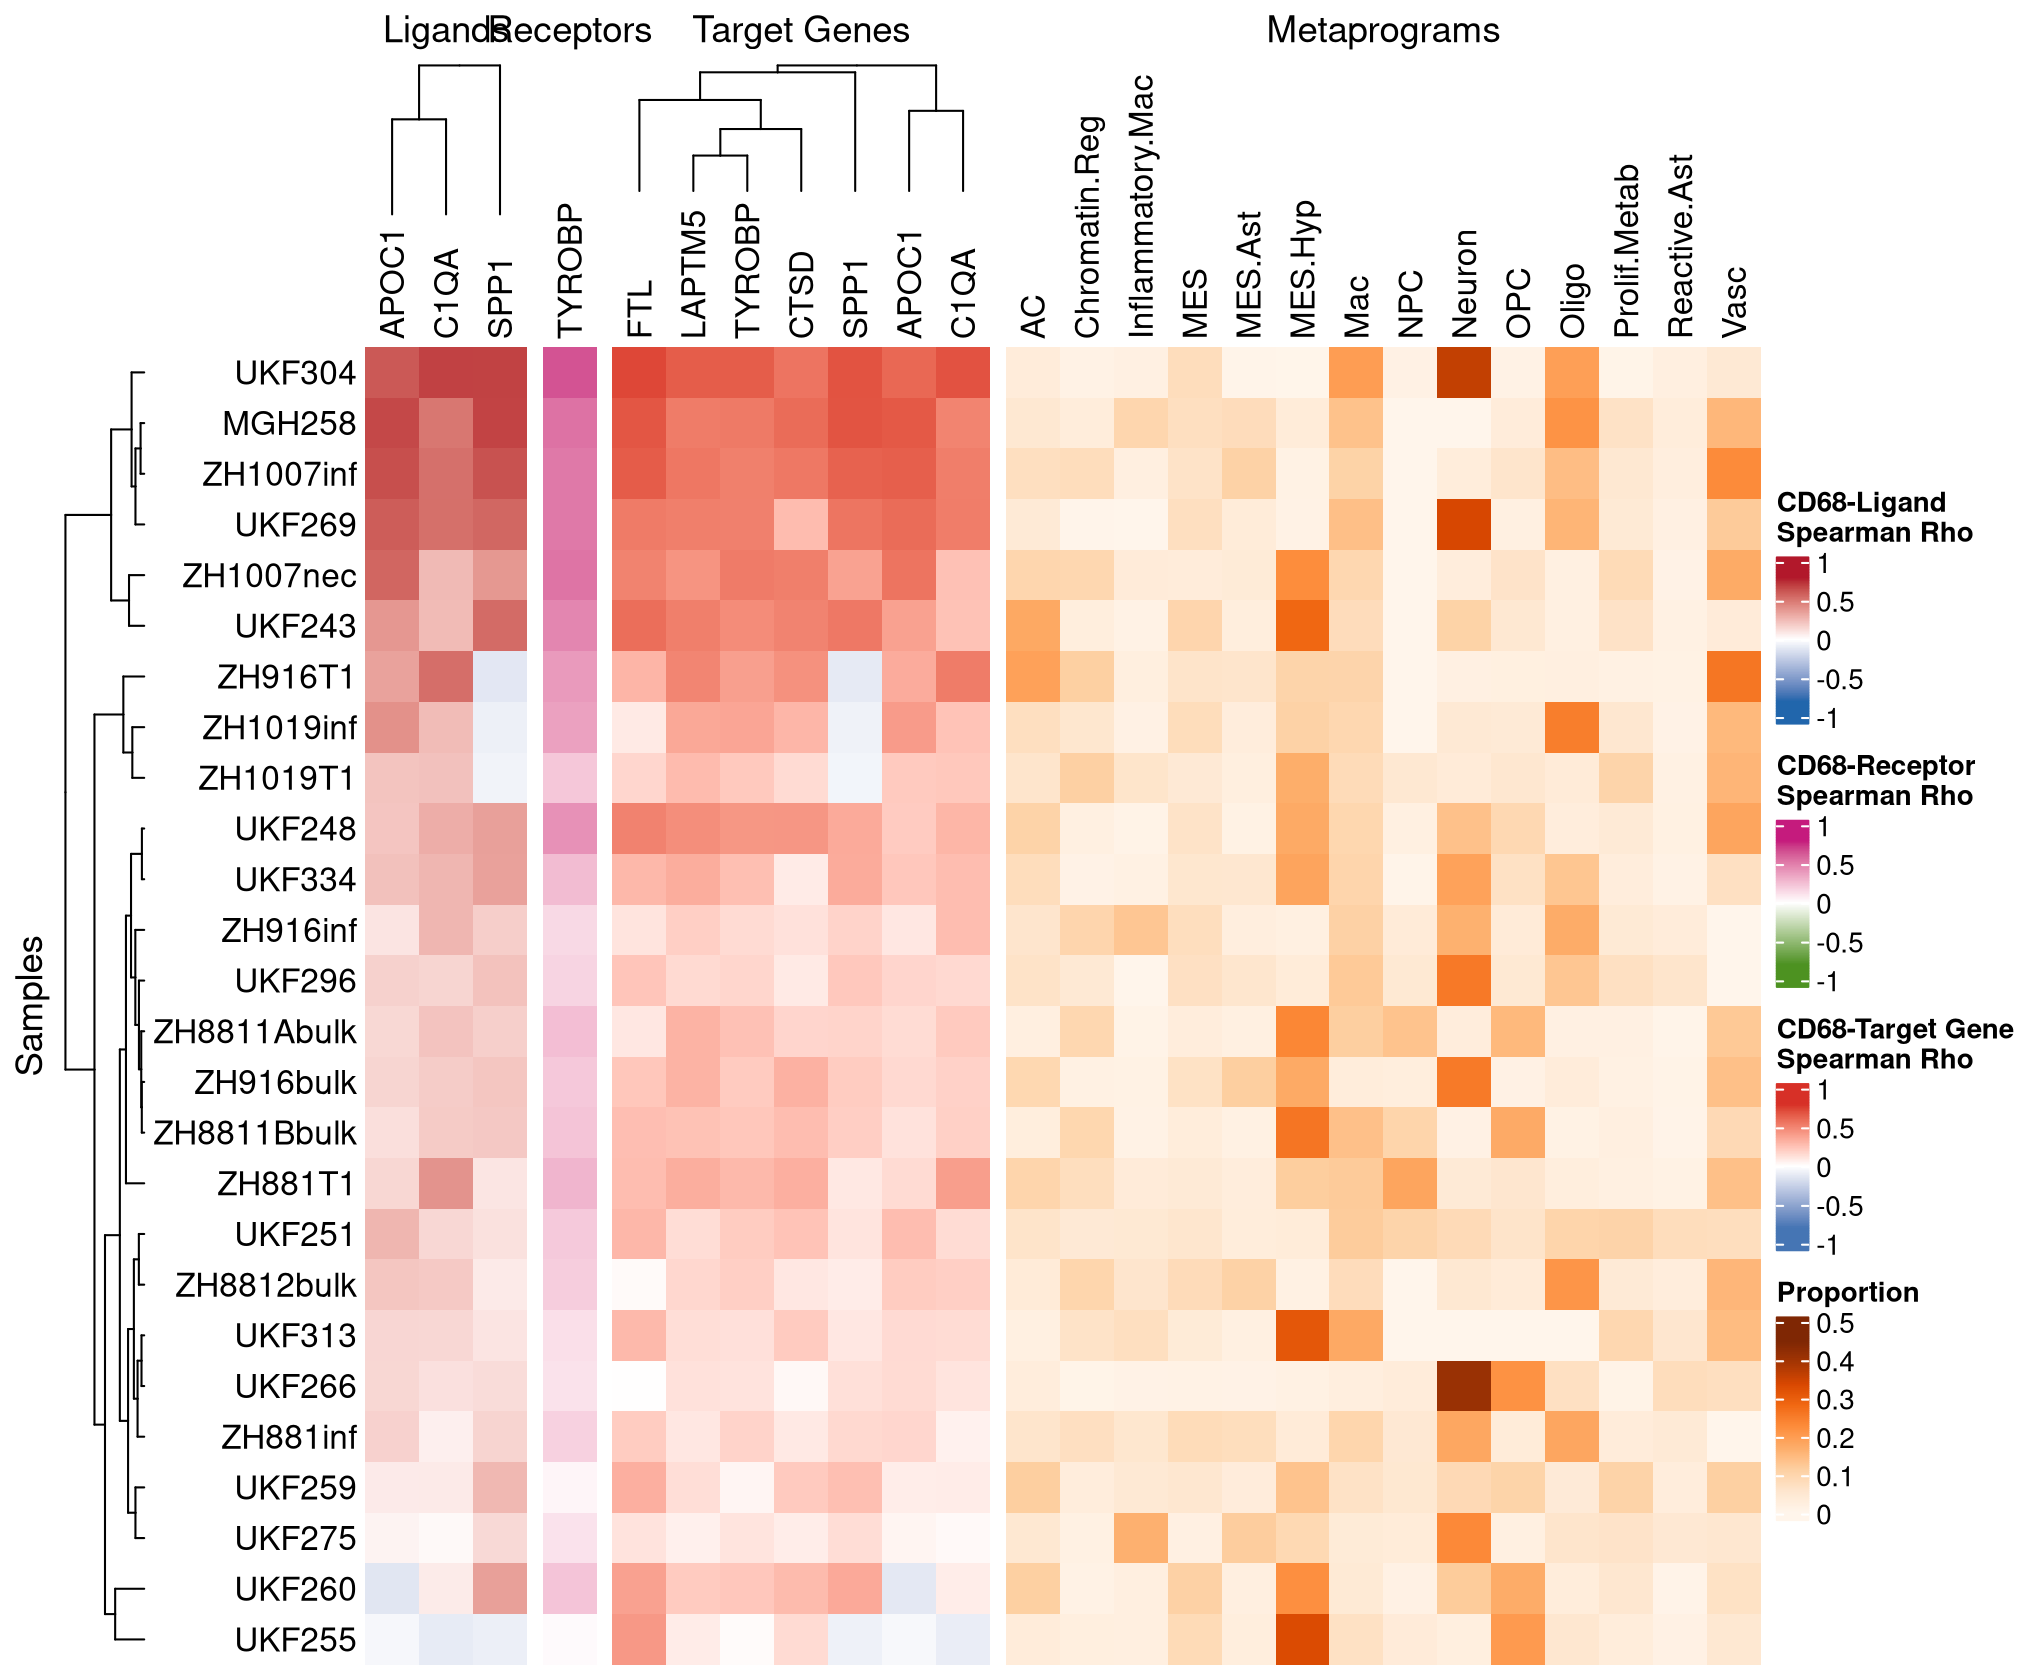 Ligands Receptors Target Genes Metaprograms
APOC1 C1QA SPP1 TYROBP FTL LAPTM5 TYROBP CTSD SPP1 APOC1 C1QA AC Chromatin.Reg Inflammatory.Mac MES MES.Ast MES.Hyp Mac NPC Neuron OPC Oligo Prolif.Metab Reactive.Ast Vasc
Samples
UKF304
MGH258
ZH1007inf
UKF269
ZH1007nec
UKF243
ZH916T1
ZH1019inf
ZH1019T1
UKF248
UKF334
ZH916inf
UKF296
ZH8811Abulk
ZH916bulk
ZH8811Bbulk
ZH881T1
UKF251
ZH8812bulk
UKF313
UKF266
ZH881inf
UKF259
UKF275
UKF260
UKF255
CD68-Ligand
Spearman Rho
1
0.5
0
-0.5
-1
CD68-Receptor
Spearman Rho
1
0.5
0
-0.5
-1
CD68-Target Gene
Spearman Rho
1
0.5
0
-0.5
-1
Proportion
0.5
0.4
0.3
0.2
0.1
0